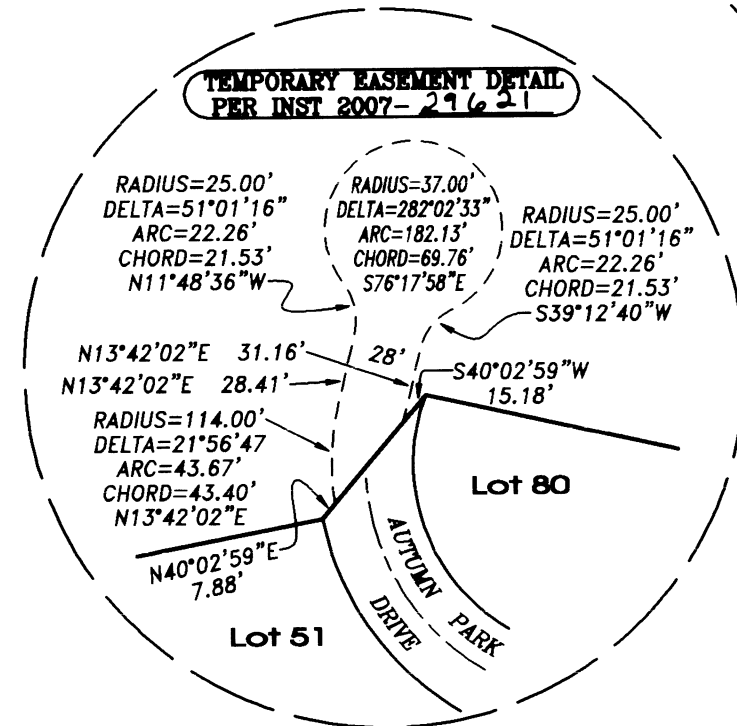 TEMPORARY EASEMENT DETAIL
PER INST 2007- 29621
RADIUS=25.00'
DELTA=51°01'16"
ARC=22.26'
CHORD=21.53'
N11°48'36"W
RADIUS=37.00'
DELTA=282°02'33"
ARC=182.13'
CHORD=69.76'
S76°17'58"E
RADIUS=25.00'
DELTA=51°01'16"
ARC=22.26'
CHORD=21.53'
S39°12'40"W
N13°42'02"E 31.16'
28'
N13°42'02"E 28.41'
S40°02'59"W
15.18'
RADIUS=114.00'
DELTA=21°56'47
ARC=43.67'
CHORD=43.40'
N13°42'02"E
N40°02'59"E
7.88'
Lot 80
AUTUMN PARK
DRIVE
Lot 51